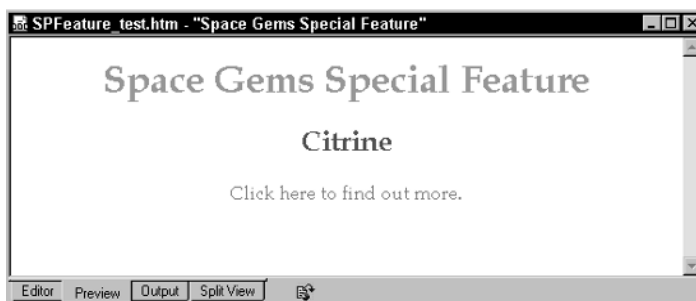 SPFeature_test.htm - "Space Gems Special Feature"
Space Gems Special Feature
Citrine
Click here to find out more.
Editor Preview Output Split View